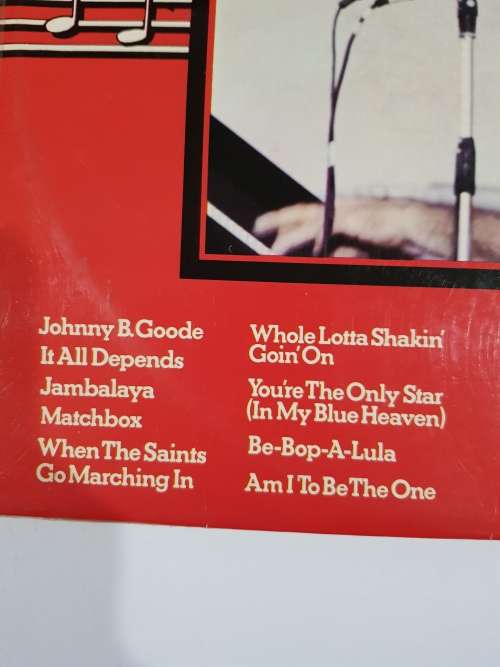 Johnny B. Goode
It All Depends
Jambalaya
Matchbox
When The Saints
Go Marching In
Whole Lotta Shakin'
Goin' On
You're The Only Star
(In My Blue Heaven)
Be-Bop-A-Lula
Am I To Be The One